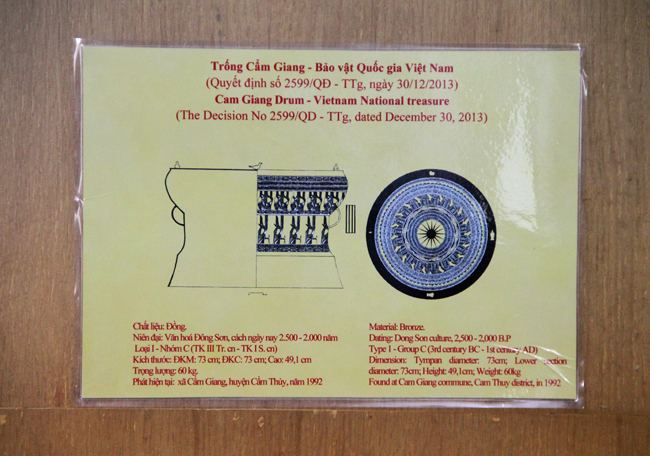 Trống Cẩm Giang - Bảo vật Quốc gia Việt Nam
(Quyết định số 2599/QĐ - TTg, ngày 30/12/2013)
Cam Giang Drum - Vietnam National treasure
(The Decision No 2599/QD - TTg, dated December 30, 2013)
Chất liệu: Đồng.
Niên đại: Văn hoá Đông Sơn, cách ngày nay 2.500 - 2.000 năm
Loại I - Nhóm C (TK III Tr. cn - TK I S. cn)
Kích thước: ĐKM: 73 cm; ĐKC: 73 cm; Cao: 49,1 cm
Trọng lượng: 60 kg.
Phát hiện tại: xã Cẩm Giang, huyện Cẩm Thủy, năm 1992
Material: Bronze.
Dating: Dong Son culture, 2,500 - 2,000 B.P
Type 1 - Group C (3rd century BC - 1st century AD)
Dimension: Tympan diameter: 73cm; Lower section
diameter: 73cm; Height: 49,1cm; Weight: 60kg
Found at Cam Giang commune, Cam Thuy district, in 1992